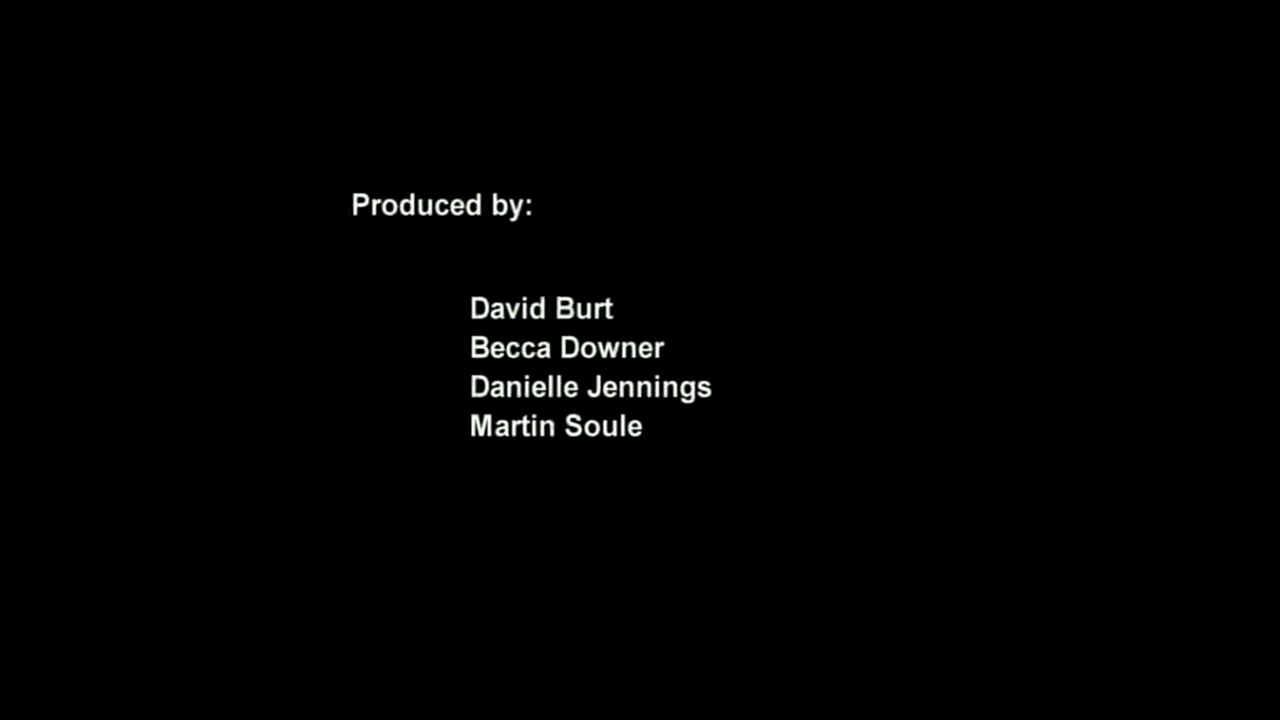 Produced by:
David Burt
Becca Downer
Danielle Jennings
Martin Soule